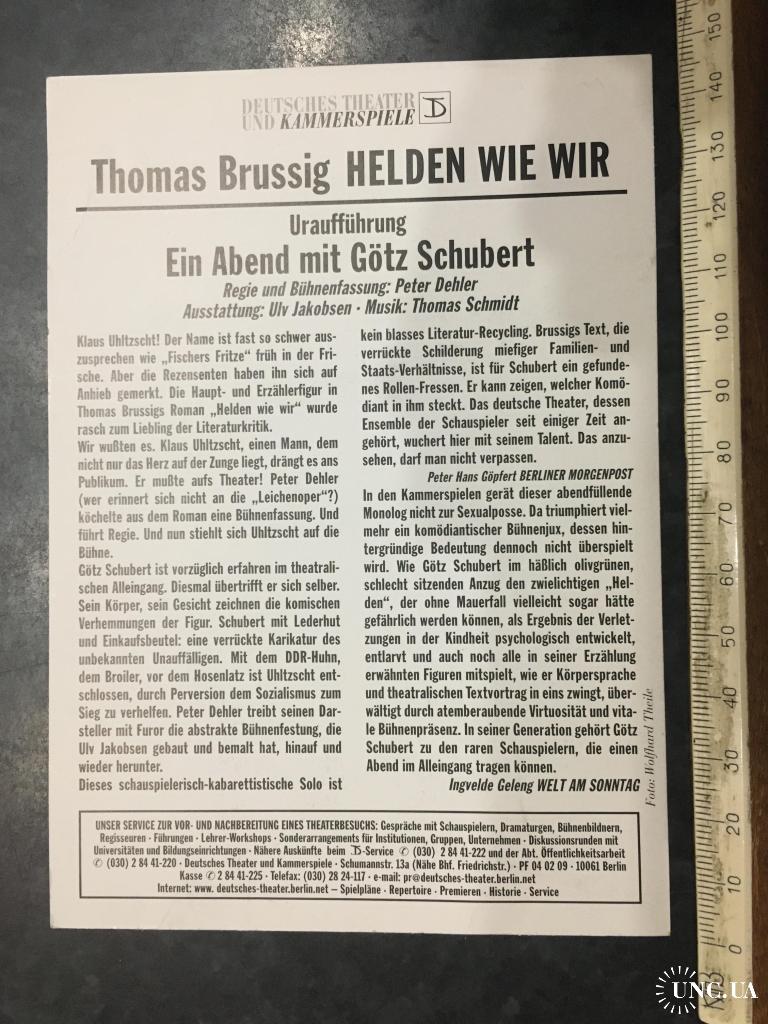 DEUTSCHES THEATER
UND KAMMERSPIELE
Thomas Brussig HELDEN WIE WIR
Uraufführung
Ein Abend mit Götz Schubert
Regie und Bühnenfassung: Peter Dehler
Ausstattung: Ulv Jakobsen · Musik: Thomas Schmidt
Klaus Uhltzscht! Der Name ist fast so schwer aus-
zusprechen wie „Fischers Fritze“ früh in der Fri-
sche. Aber die Rezensenten haben ihn sich auf
Anhieb gemerkt. Die Haupt- und Erzählerfigur in
Thomas Brussigs Roman „Helden wie wir“ wurde
rasch zum Liebling der Literaturkritik.
Wir wußten es. Klaus Uhltzscht, einen Mann, dem
nicht nur das Herz auf der Zunge liegt, drängt es ans
Publikum. Er mußte aufs Theater! Peter Dehler
(wer erinnert sich nicht an die „Leichenoper“?)
köchelte aus dem Roman eine Bühnenfassung. Und
führt Regie. Und nun stiehlt sich Uhltzscht auf die
Bühne.
Götz Schubert ist vorzüglich erfahren im theatrali-
schen Alleingang. Diesmal übertrifft er sich selber.
Sein Körper, sein Gesicht zeichnen die komischen
Verhemmungen der Figur. Schubert mit Lederhut
und Einkaufsbeutel: eine verrückte Karikatur des
unbekannten Unauffälligen. Mit dem DDR-Huhn,
dem Broiler, vor dem Hosenlatz ist Uhltzscht ent-
schlossen, durch Perversion dem Sozialismus zum
Sieg zu verhelfen. Peter Dehler treibt seinen Dar-
steller mit Furor die abstrakte Bühnenfestung, die
Ulv Jakobsen gebaut und bemalt hat, hinauf und
wieder herunter.
Dieses schauspielerisch-kabarettistische Solo ist
kein blasses Literatur-Recycling. Brussigs Text, die
verrückte Schilderung miefiger Familien- und
Staats-Verhältnisse, ist für Schubert ein gefunde-
nes Rollen-Fressen. Er kann zeigen, welcher Komö-
diant in ihm steckt. Das deutsche Theater, dessen
Ensemble der Schauspieler seit einiger Zeit an-
gehört, wuchert hier mit seinem Talent. Das anzu-
sehen, darf man nicht verpassen.
Peter Hans Göpfert BERLINER MORGENPOST
In den Kammerspielen gerät dieser abendfüllende
Monolog nicht zur Sexualposse. Da triumphiert viel-
mehr ein komödiantischer Bühnenjux, dessen hin-
tergründige Bedeutung dennoch nicht überspielt
wird. Wie Götz Schubert im häßlich olivgrünen,
schlecht sitzenden Anzug den zwielichtigen „Hel-
den“, der ohne Mauerfall vielleicht sogar hätte
gefährlich werden können, als Ergebnis der Verlet-
zungen in der Kindheit psychologisch entwickelt,
entlarvt und auch noch alle in seiner Erzählung
erwähnten Figuren mitspielt, wie er Körpersprache
und theatralischen Textvortrag in eins zwingt, über-
wältigt durch atemberaubende Virtuosität und vita-
le Bühnenpräsenz. In seiner Generation gehört Götz
Schubert zu den raren Schauspielern, die einen
Abend im Alleingang tragen können.
Ingvelde Geleng WELT AM SONNTAG
Foto: Wolfhard Theile
UNSER SERVICE ZUR VOR- UND NACHBEREITUNG EINES THEATERBESUCHS: Gespräche mit Schauspielern, Dramaturgen, Bühnenbildnern,
Regisseuren · Führungen · Lehrer-Workshops · Sonderarrangements für Institutionen, Gruppen, Unternehmen · Diskussionsrunden mit
Universitäten und Bildungseinrichtungen · Nähere Auskünfte beim DT-Service ✆ (030) 2 84 41-222 und der Abt. Öffentlichkeitsarbeit
✆ (030) 2 84 41-220 · Deutsches Theater und Kammerspiele · Schumannstr. 13a (Nähe Bhf. Friedrichstr.) · PF 04 02 09 · 10061 Berlin
Kasse ✆ 2 84 41-225 · Telefax: (030) 28 24-117 · e-mail: pr@deutsches-theater.berlin.net
Internet: www. deutsches-theater.berlin.net – Spielpläne · Repertoire · Premieren · Historie · Service
150
140
130
120
110
100
90
80
70
60
50
40
30
20
10
0
UNC.UA